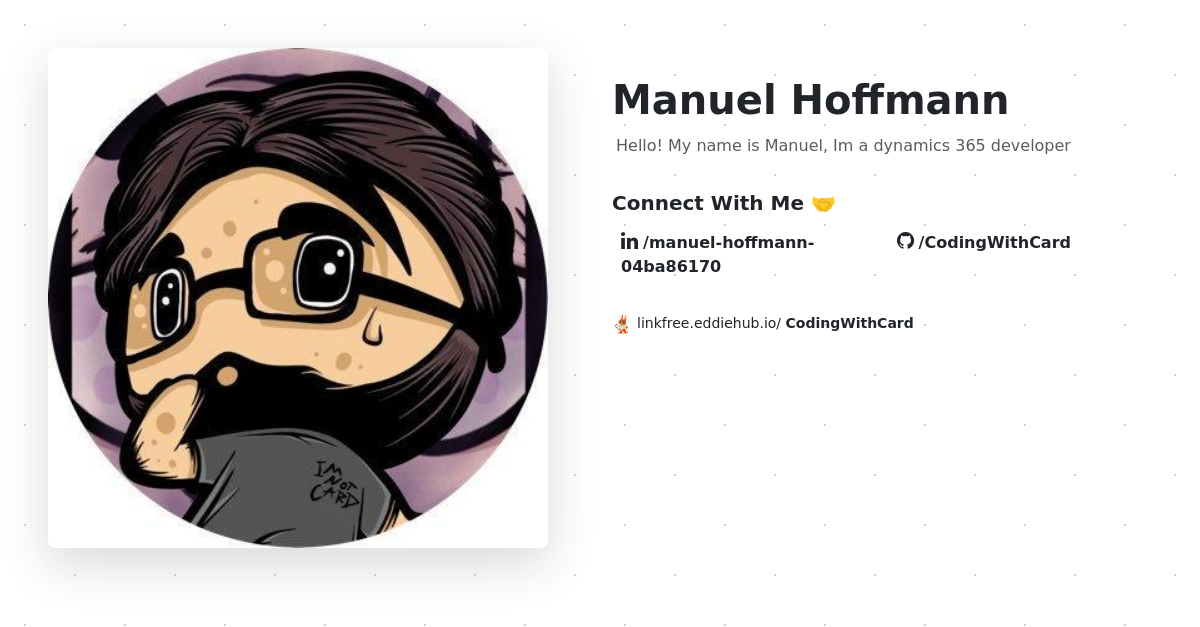 Manuel Hoffmann
Hello! My name is Manuel, Im a dynamics 365 developer
Connect With Me 🤝
in /manuel-hoffmann-
04ba86170
/CodingWithCard
linkfree.eddiehub.io/ CodingWithCard
IM
NOT
CARD